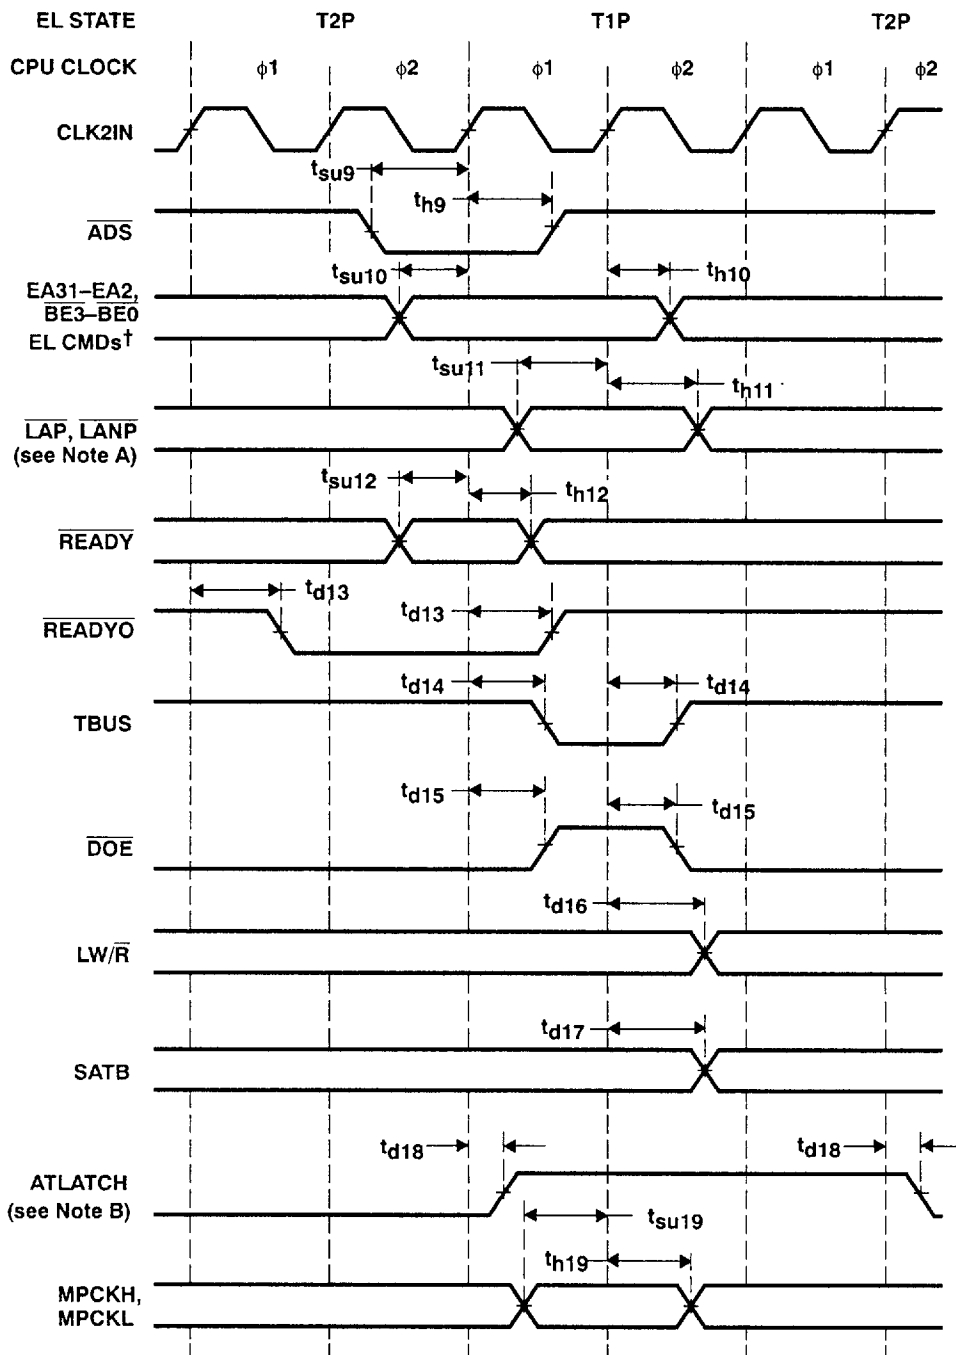 EL STATE T2P T1P T2P
CPU CLOCK ϕ1 ϕ2 ϕ1 ϕ2 ϕ1 ϕ2
CLK2IN
tsu9
th9
ADS
tsu10 th10
EA31–EA2,
BE3–BE0
EL CMDs†
tsu11 th11
LAP, LANP
(see Note A)
tsu12 th12
READY
td13 td13
READYO
td14 td14
TBUS
td15 td15
DOE
td16
LW/R
td17
SATB
td18 td18
ATLATCH
(see Note B)
tsu19
th19
MPCKH,
MPCKL